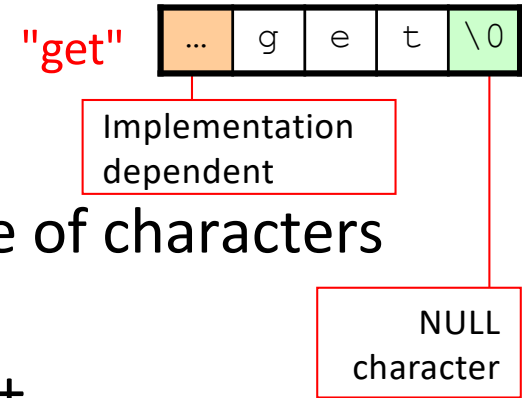 "get" … g e t \0
Implementation
dependent
e of characters
NULL
character